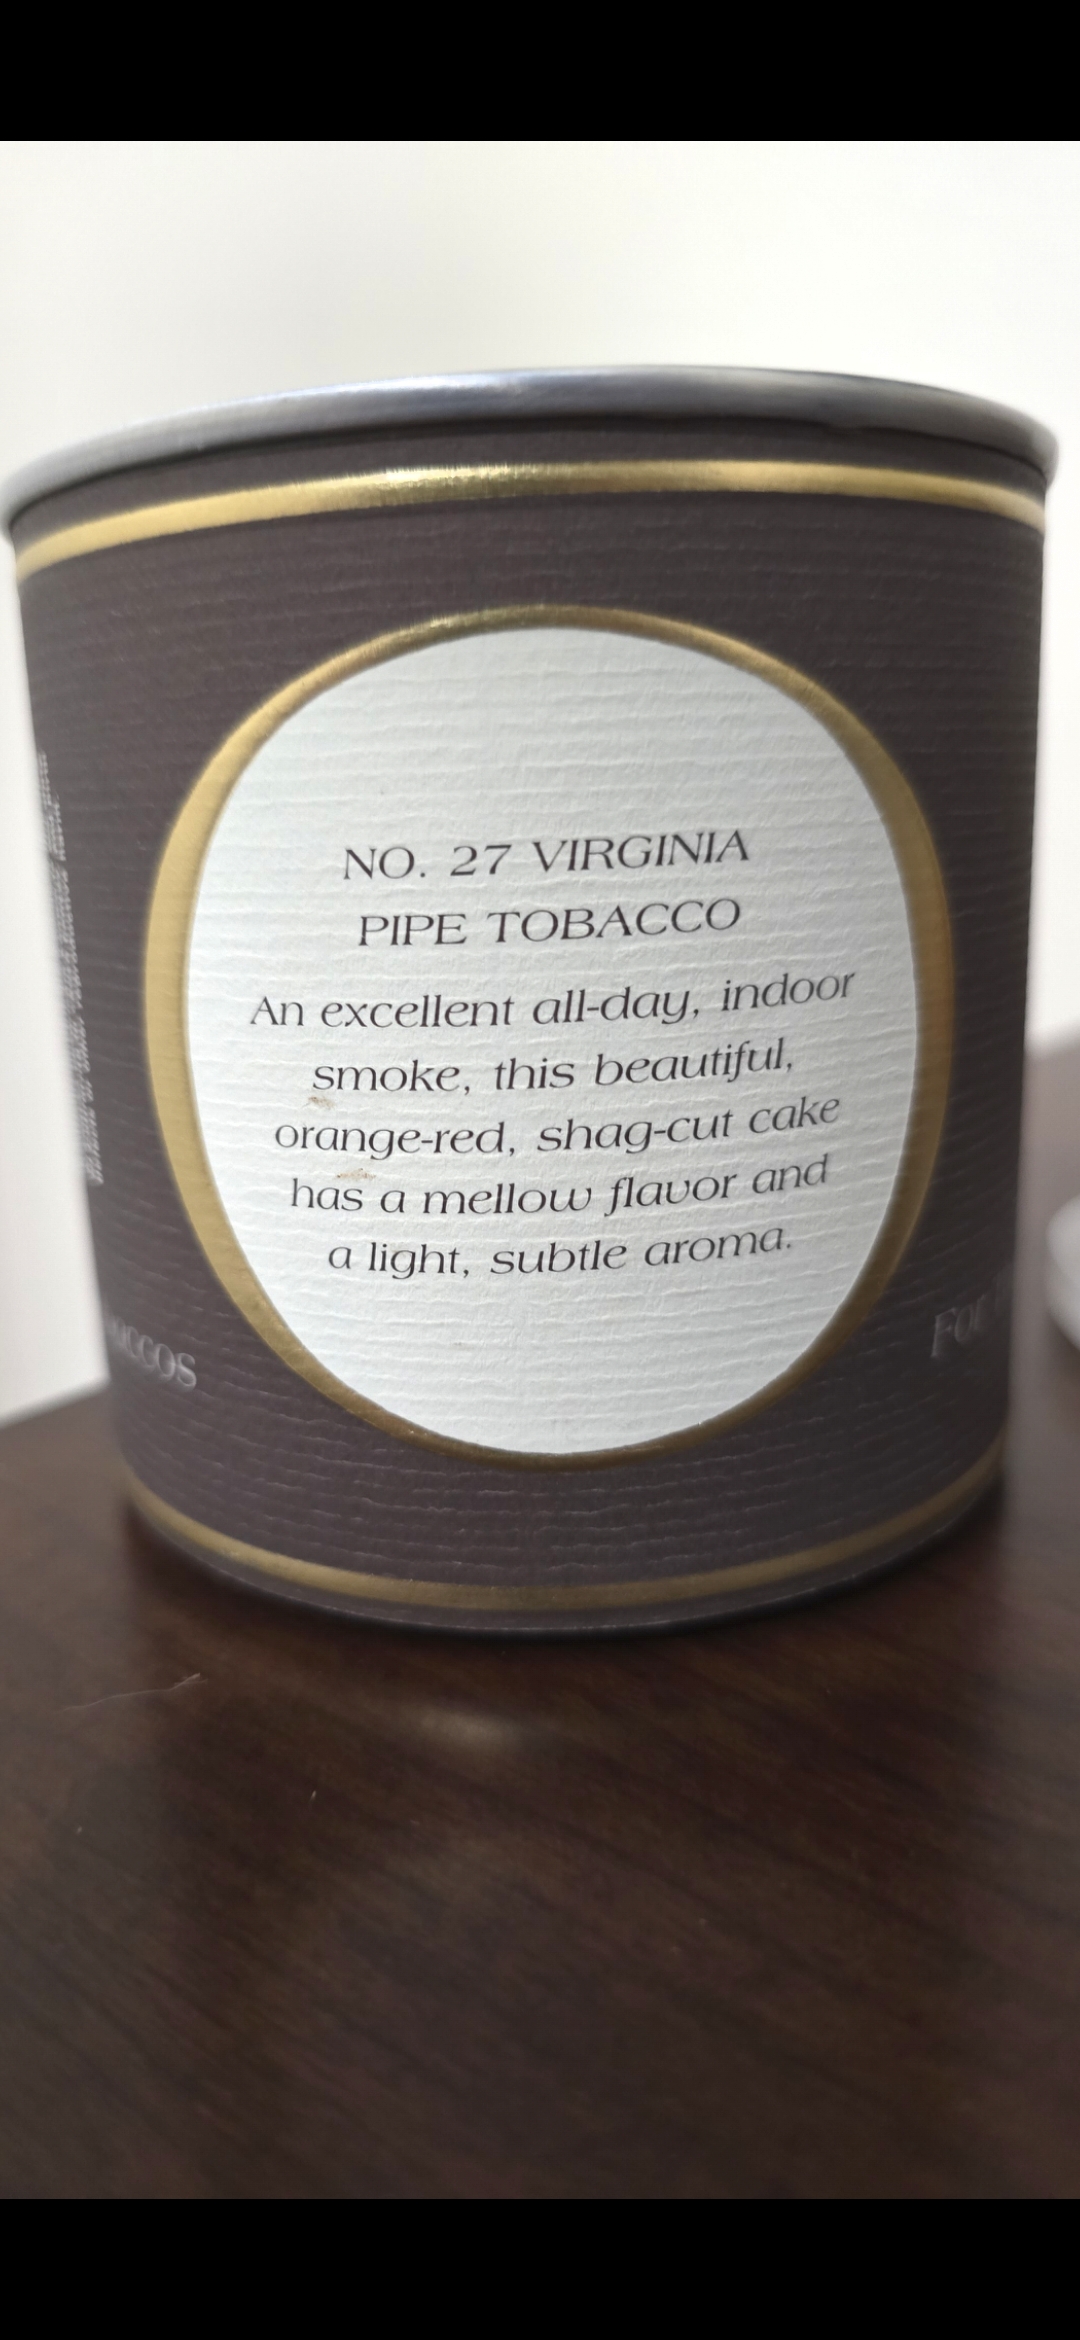 NO. 27 VIRGINIA
PIPE TOBACCO
An excellent all-day, indoor
smoke, this beautiful,
orange-red, shag-cut cake
has a mellow flavor and
a light, subtle aroma.